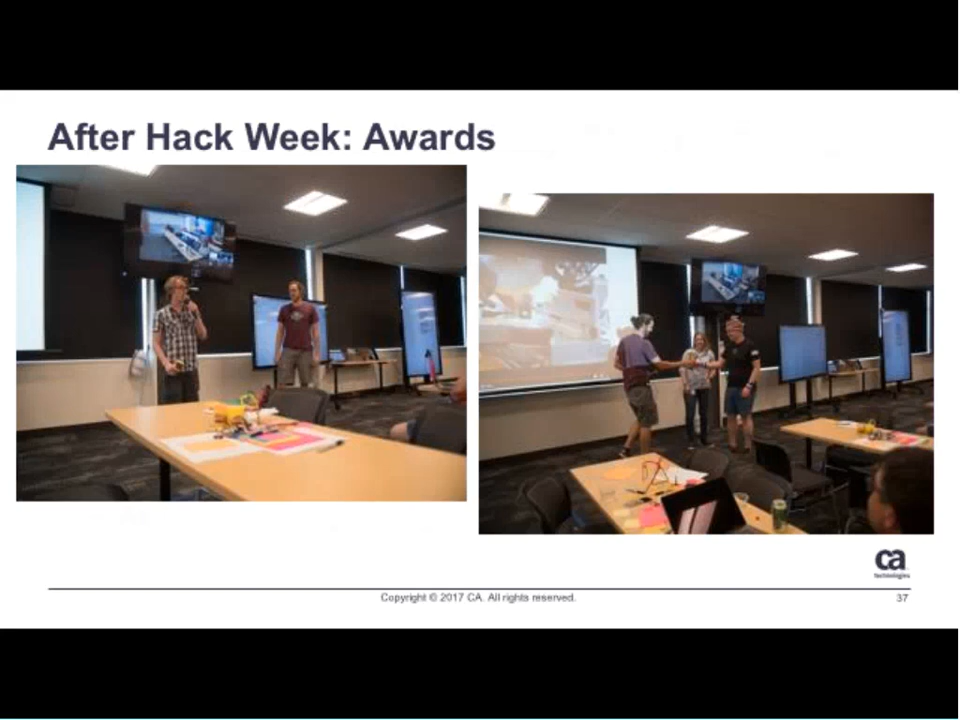 After Hack Week: Awards
ca
technologies
Copyright © 2017 CA. All rights reserved.
37